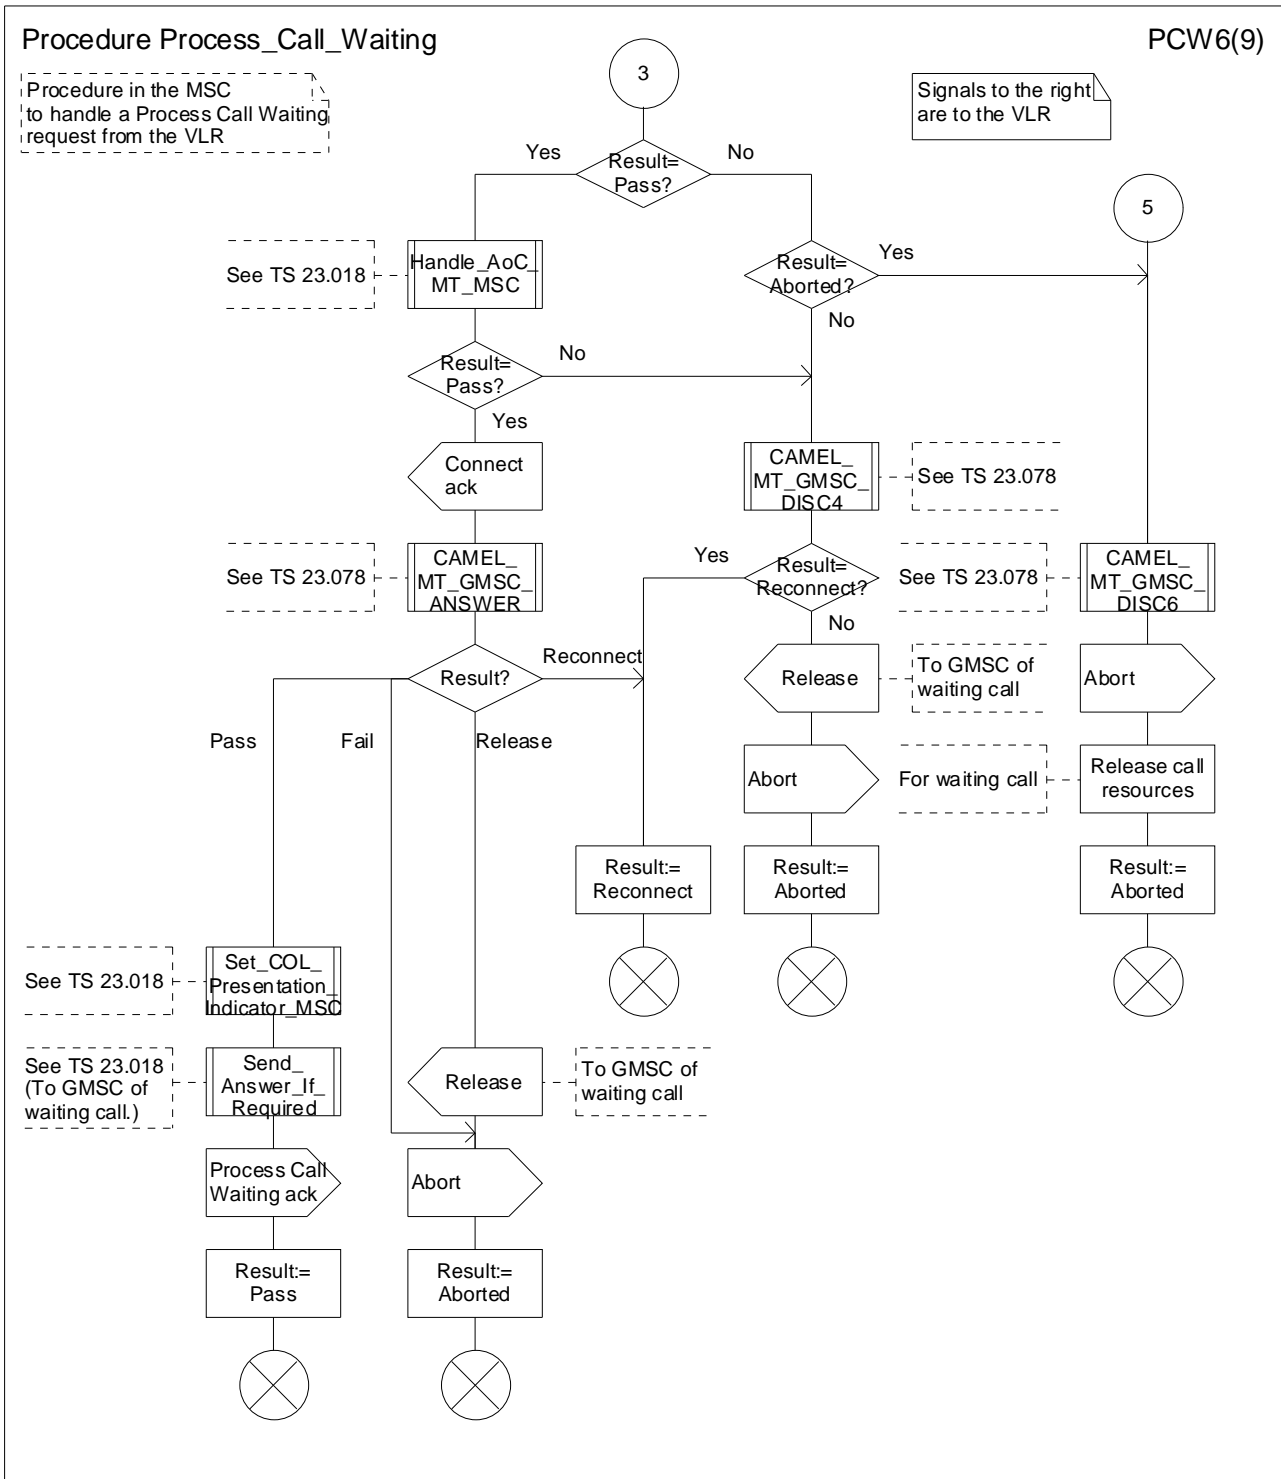 Procedure Process_Call_Waiting
PCW6(9)
Procedure in the MSC
to handle a Process Call Waiting
request from the VLR
3
Signals to the right
are to the VLR
Yes
Result=
Pass?
No
5
See TS 23.018
Handle_AoC_
MT_MSC
Result=
Aborted?
Yes
No
Result=
Pass?
No
Yes
Connect
ack
CAMEL_
MT_GMSC_
DISC4
See TS 23.078
See TS 23.078
CAMEL_
MT_GMSC_
ANSWER
Yes
Result=
Reconnect?
No
See TS 23.078
CAMEL_
MT_GMSC_
DISC6
Result?
Reconnect
Release
To GMSC of
waiting call
Abort
Pass
Fail
Release
Abort
For waiting call
Release call
resources
Result:=
Reconnect
Result:=
Aborted
Result:=
Aborted
See TS 23.018
Set_COL_
Presentation_
Indicator_MSC
See TS 23.018
(To GMSC of
waiting call.)
Send_
Answer_If_
Required
Release
To GMSC of
waiting call
Process Call
Waiting ack
Abort
Result:=
Pass
Result:=
Aborted